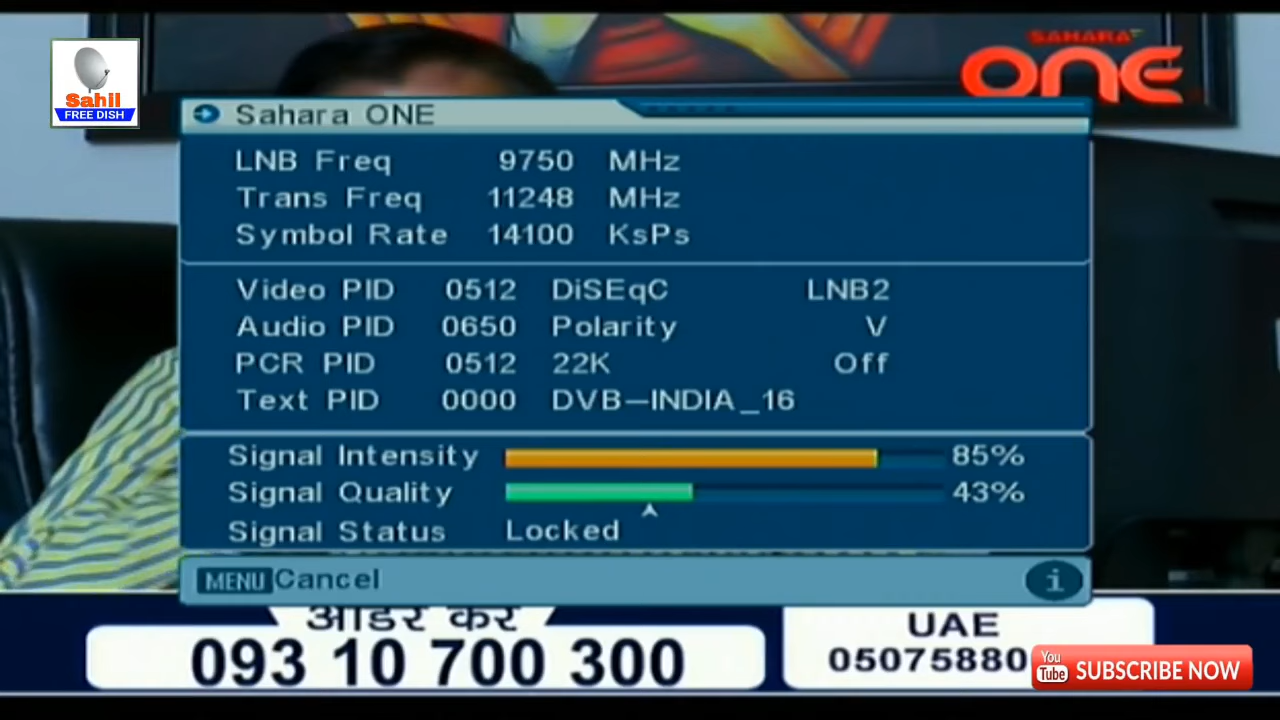 SAHARA
ONE
Sahil
FREE DISH
Sahara ONE
LNB Freq 9750 MHz
Trans Freq 11248 MHz
Symbol Rate 14100 KsPs
Video PID 0512 DiSEqC LNB2
Audio PID 0650 Polarity V
PCR PID 0512 22K Off
Text PID 0000 DVB-INDIA_16
Signal Intensity 85%
Signal Quality 43%
Signal Status Locked
MENU Cancel i
आर्डर करें
093 10 700 300
UAE
05075880
You Tube SUBSCRIBE NOW